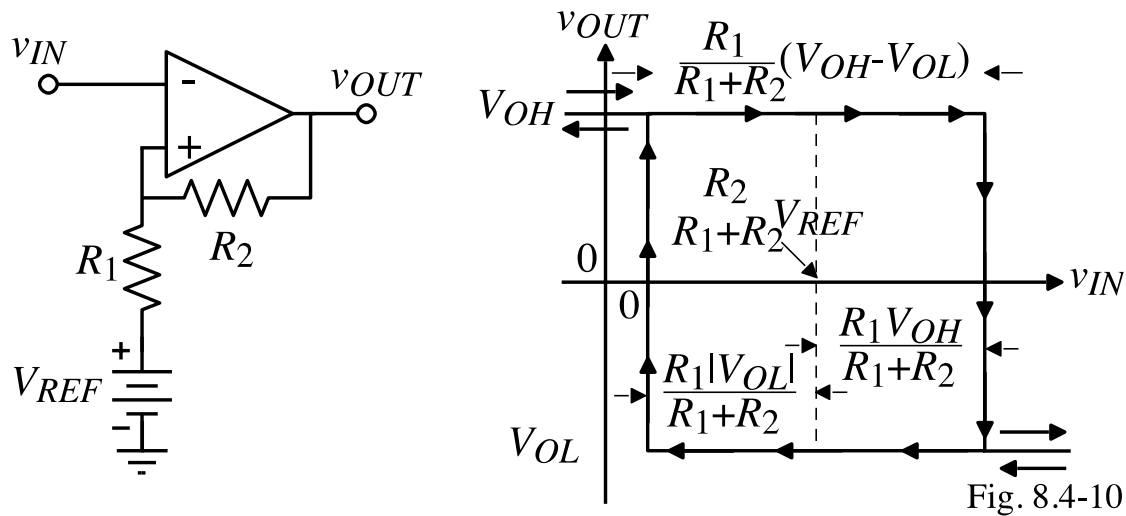 vIN
-
vOUT
+
R2
R1
+
VREF
-
vOUT
R1
R1+R2
(VOH-VOL)
VOH
R2
R1+R2
VREF
0
0
vIN
R1VOH
R1+R2
R1|VOL|
R1+R2
VOL
Fig. 8.4-10